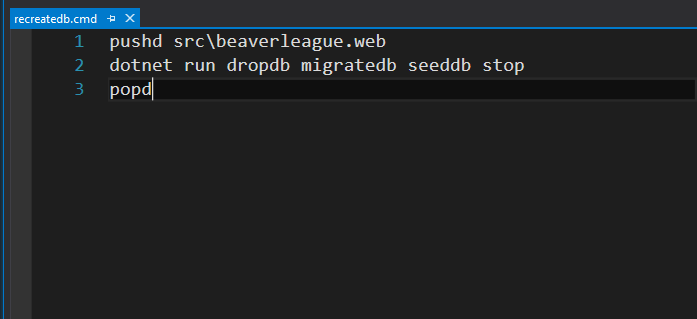 recreatedb.cmd
1 pushd src\beaverleague.web
2 dotnet run dropdb migratedb seeddb stop
3 popd